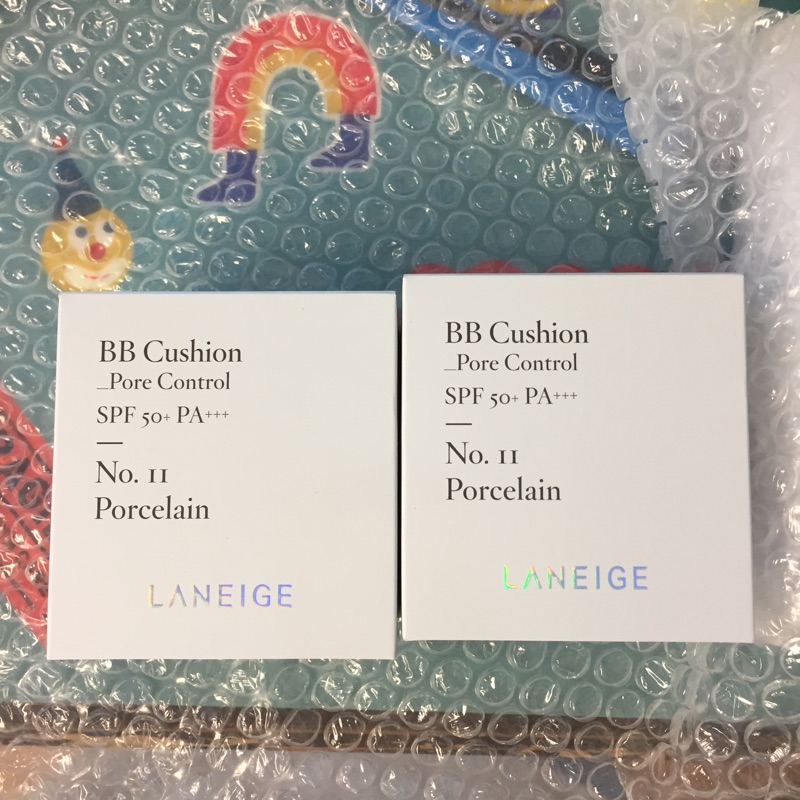 BB Cushion
_Pore Control
SPF 50+ PA+++
No. 11
Porcelain
LANEIGE
BB Cushion
_Pore Control
SPF 50+ PA+++
No. 11
Porcelain
LANEIGE